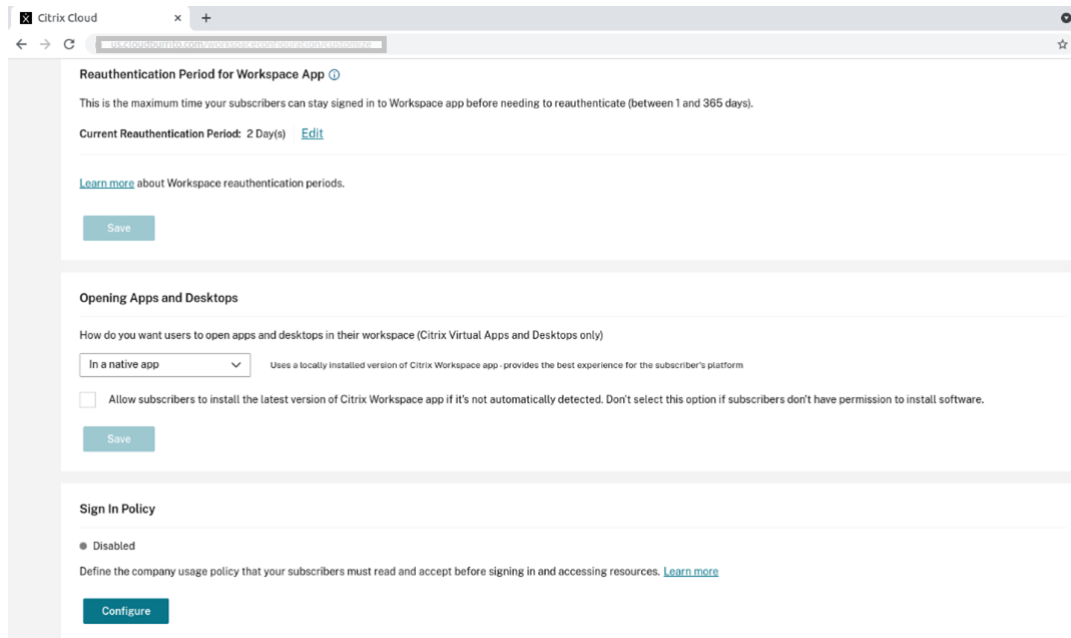 Citrix Cloud
us.cloudburrito.com/workspaceconfiguration/customize
Reauthentication Period for Workspace App
This is the maximum time your subscribers can stay signed in to Workspace app before needing to reauthenticate (between 1 and 365 days).
Current Reauthentication Period: 2 Day(s) Edit
Learn more about Workspace reauthentication periods.
Save
Opening Apps and Desktops
How do you want users to open apps and desktops in their workspace (Citrix Virtual Apps and Desktops only)
In a native app Uses a locally installed version of Citrix Workspace app - provides the best experience for the subscriber's platform
Allow subscribers to install the latest version of Citrix Workspace app if it's not automatically detected. Don't select this option if subscribers don't have permission to install software.
Save
Sign In Policy
Disabled
Define the company usage policy that your subscribers must read and accept before signing in and accessing resources. Learn more
Configure